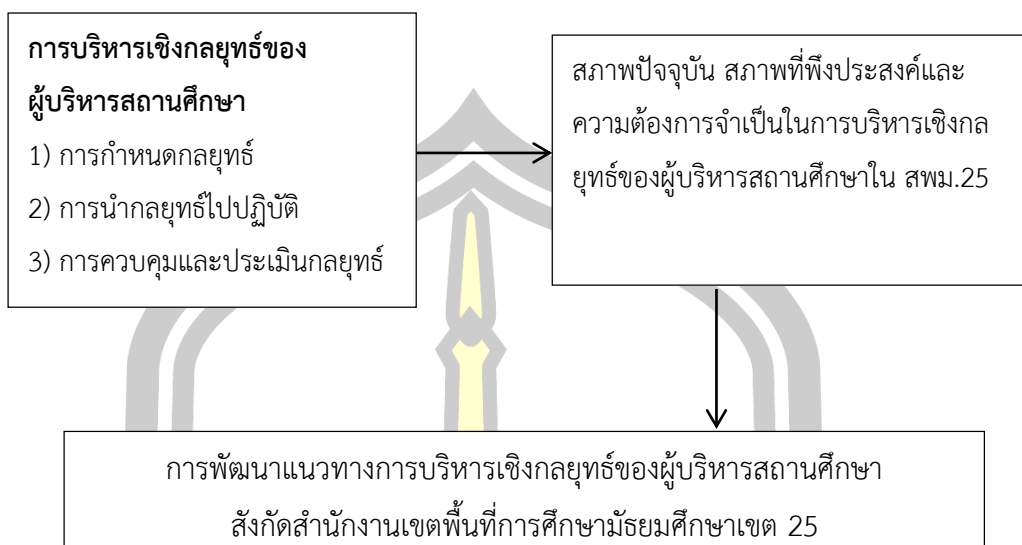 การบริหารเชิงกลยุทธ์ของ
ผู้บริหารสถานศึกษา
1) การกำหนดกลยุทธ์
2) การนำกลยุทธ์ไปปฏิบัติ
3) การควบคุมและประเมินกลยุทธ์
สภาพปัจจุบัน สภาพที่พึงประสงค์และ
ความต้องการจำเป็นในการบริหารเชิงกล
ยุทธ์ของผู้บริหารสถานศึกษาใน สพม.25
การพัฒนาแนวทางการบริหารเชิงกลยุทธ์ของผู้บริหารสถานศึกษา
สังกัดสำนักงานเขตพื้นที่การศึกษามัธยมศึกษาเขต 25